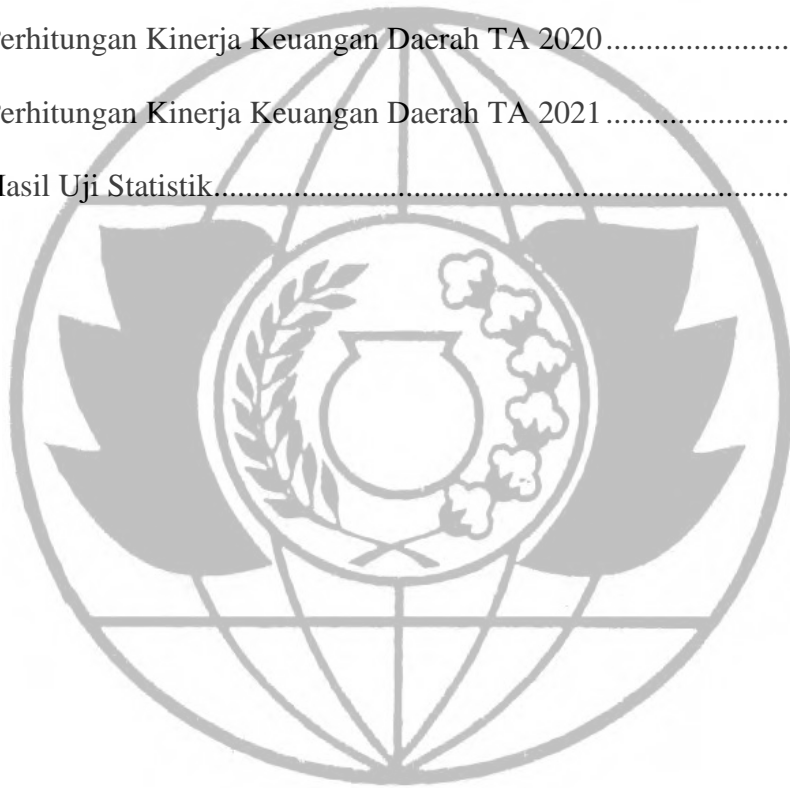 erhitungan Kinerja Keuangan Daerah TA 2020.......................
erhitungan Kinerja Keuangan Daerah TA 2021.......................
asil Uji Statistik........................................................................